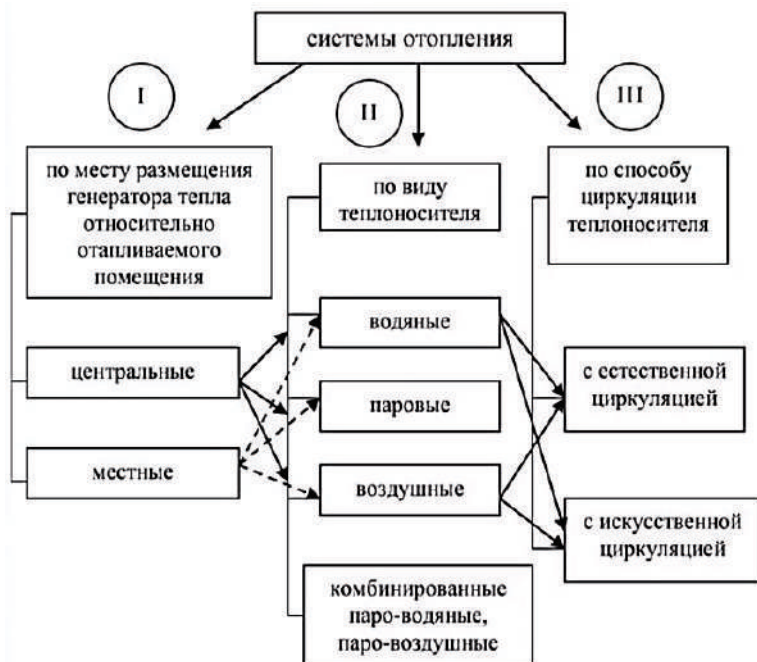 системы отопления
I
II
III
по месту размещения
генератора тепла
относительно
отапливаемого
помещения
центральные
местные
по виду
теплоносителя
водяные
паровые
воздушные
комбинированные
паро-водяные,
паро-воздушные
по способу
циркуляции
теплоносителя
с естественной
циркуляцией
с искусственной
циркуляцией